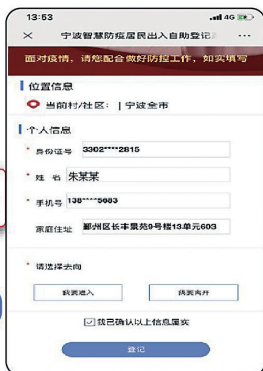 13:53
4G
宁波智慧防疫居民出入自助登记
面对疫情，请您配合做好防控工作，如实填写
位置信息
当前村/社区： | 宁波全市
个人信息
* 身份证号 3302****2815
* 姓 名 朱某某
* 手机号 138****5683
家庭住址 鄞州区长丰景苑9号楼13单元603
* 请选择去向
我要进入 我要离开
我已确认以上信息属实
登记